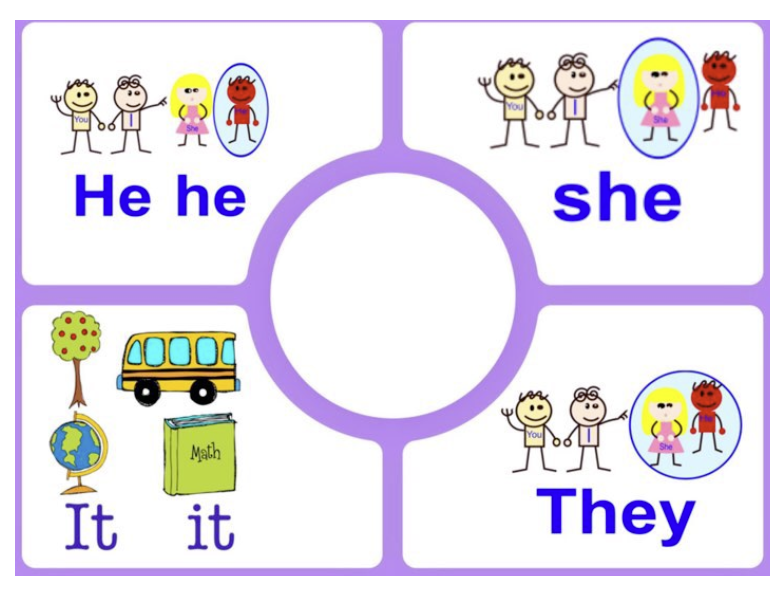 You I She He
He he
You I She He
she
Math
It it
You I She He
They